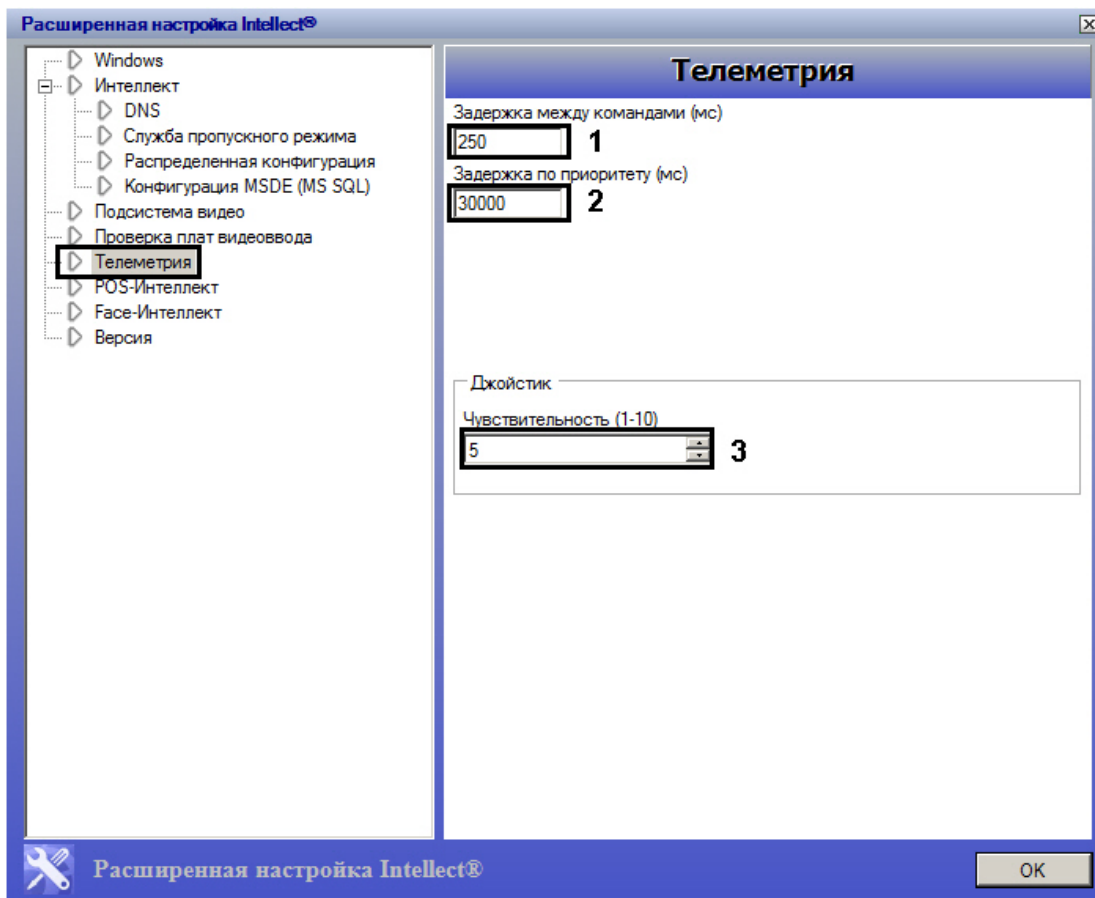 Расширенная настройка Intellect®
Windows
Интеллект
DNS
Служба пропускного режима
Распределенная конфигурация
Конфигурация MSDE (MS SQL)
Подсистема видео
Проверка плат видеоввода
Телеметрия
POS-Интеллект
Face-Интеллект
Версия
Телеметрия
Задержка между командами (мс)
250 1
Задержка по приоритету (мс)
30000 2
Джойстик
Чувствительность (1-10)
5 3
Расширенная настройка Intellect®
OK